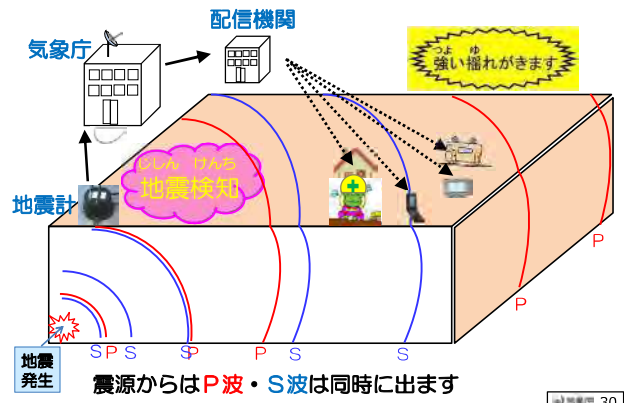 配信機関
気象庁
つよ ゆ
強い揺れがきます
じしん けんち
地震検知
地震計
P
P
S P S S P P S S
地震
発生
震源からはP波・S波は同時に出ます
30